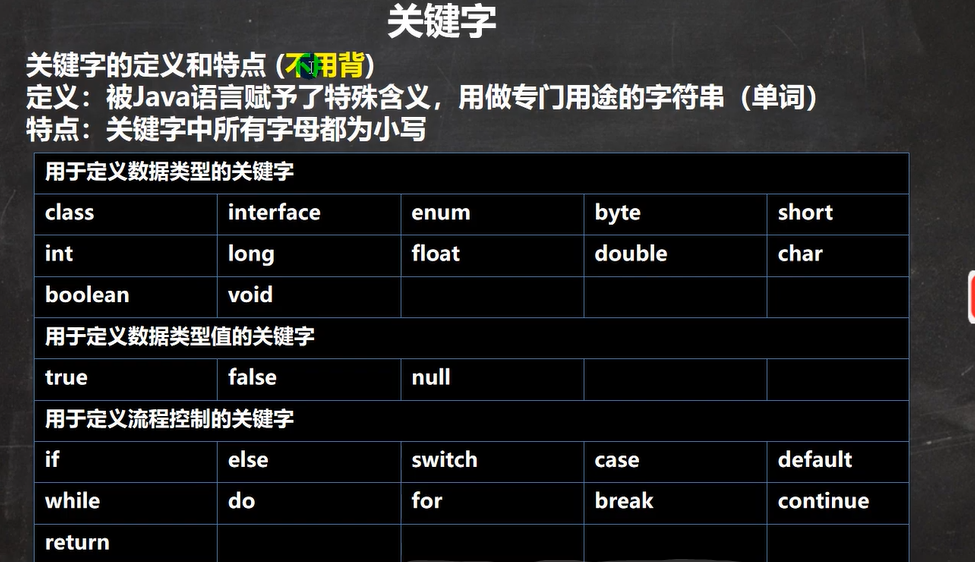 关键字
关键字的定义和特点 (不用背)
定义：被Java语言赋予了特殊含义，用做专门用途的字符串（单词）
特点：关键字中所有字母都为小写
用于定义数据类型的关键字
class interface enum byte short
int long float double char
boolean void
用于定义数据类型值的关键字
true false null
用于定义流程控制的关键字
if else switch case default
while do for break continue
return